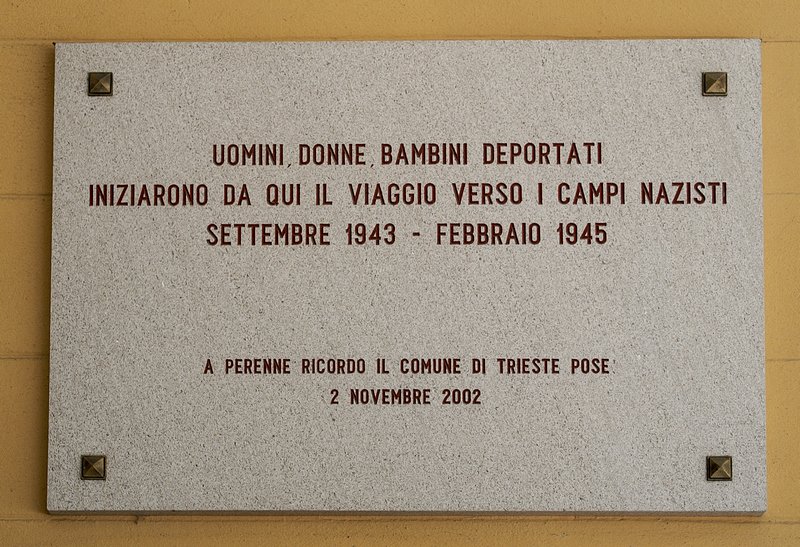 UOMINI, DONNE, BAMBINI DEPORTATI
INIZIARONO DA QUI IL VIAGGIO VERSO I CAMPI NAZISTI
SETTEMBRE 1943 - FEBBRAIO 1945
A PERENNE RICORDO IL COMUNE DI TRIESTE POSE
2 NOVEMBRE 2002